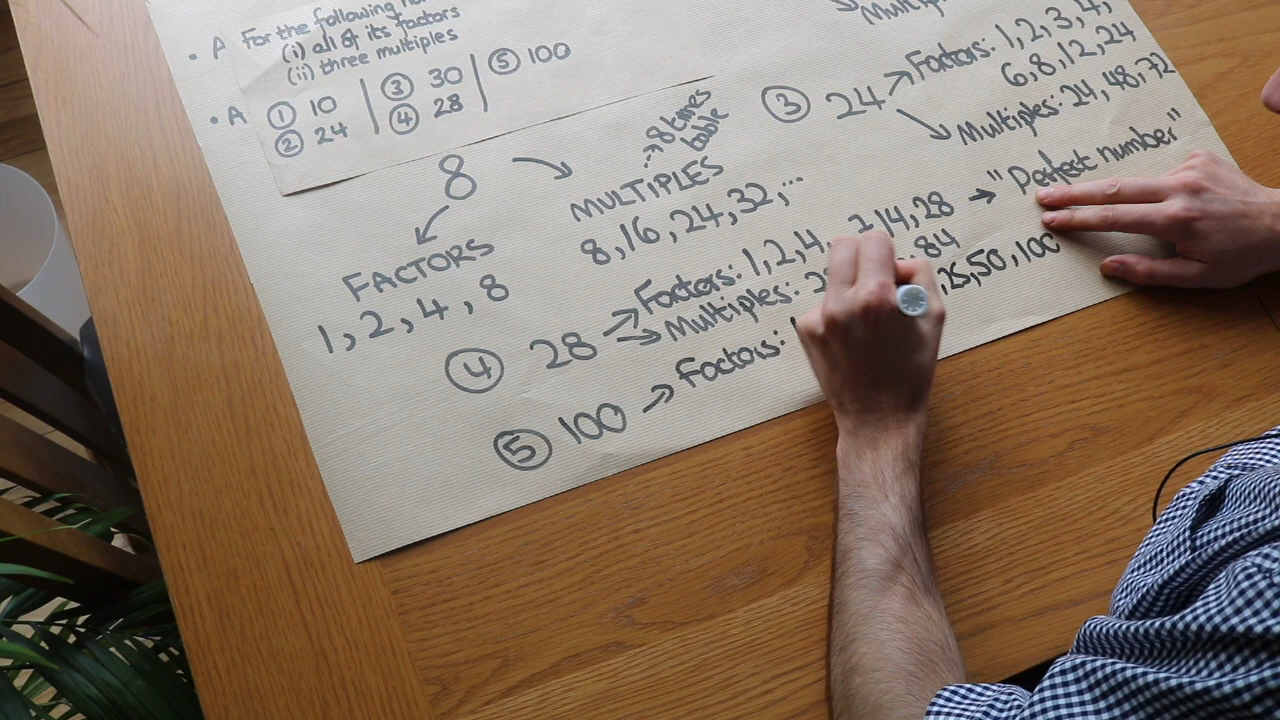 • A For the following
(i) all of its factors
(ii) three multiples
• A
① 10 ③ 30 ⑤ 100
② 24 ④ 28
8
FACTORS
1, 2, 4, 8
→ 8 times
table
MULTIPLES
8, 16, 24, 32, ...
③ 24 → Factors: 1, 2, 3, 4,
6, 8, 12, 24
Multiples: 24, 48, 72
④ 28 → Factors: 1, 2, 4, 14, 28 → "Perfect number"
→ Multiples: 84
⑤ 100 → Factors: 25, 50, 100